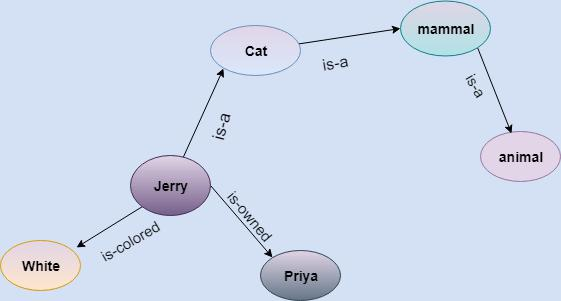 mammal
Cat
is-a
is-a
is-a
animal
Jerry
is-owned
is-colored
White
Priya